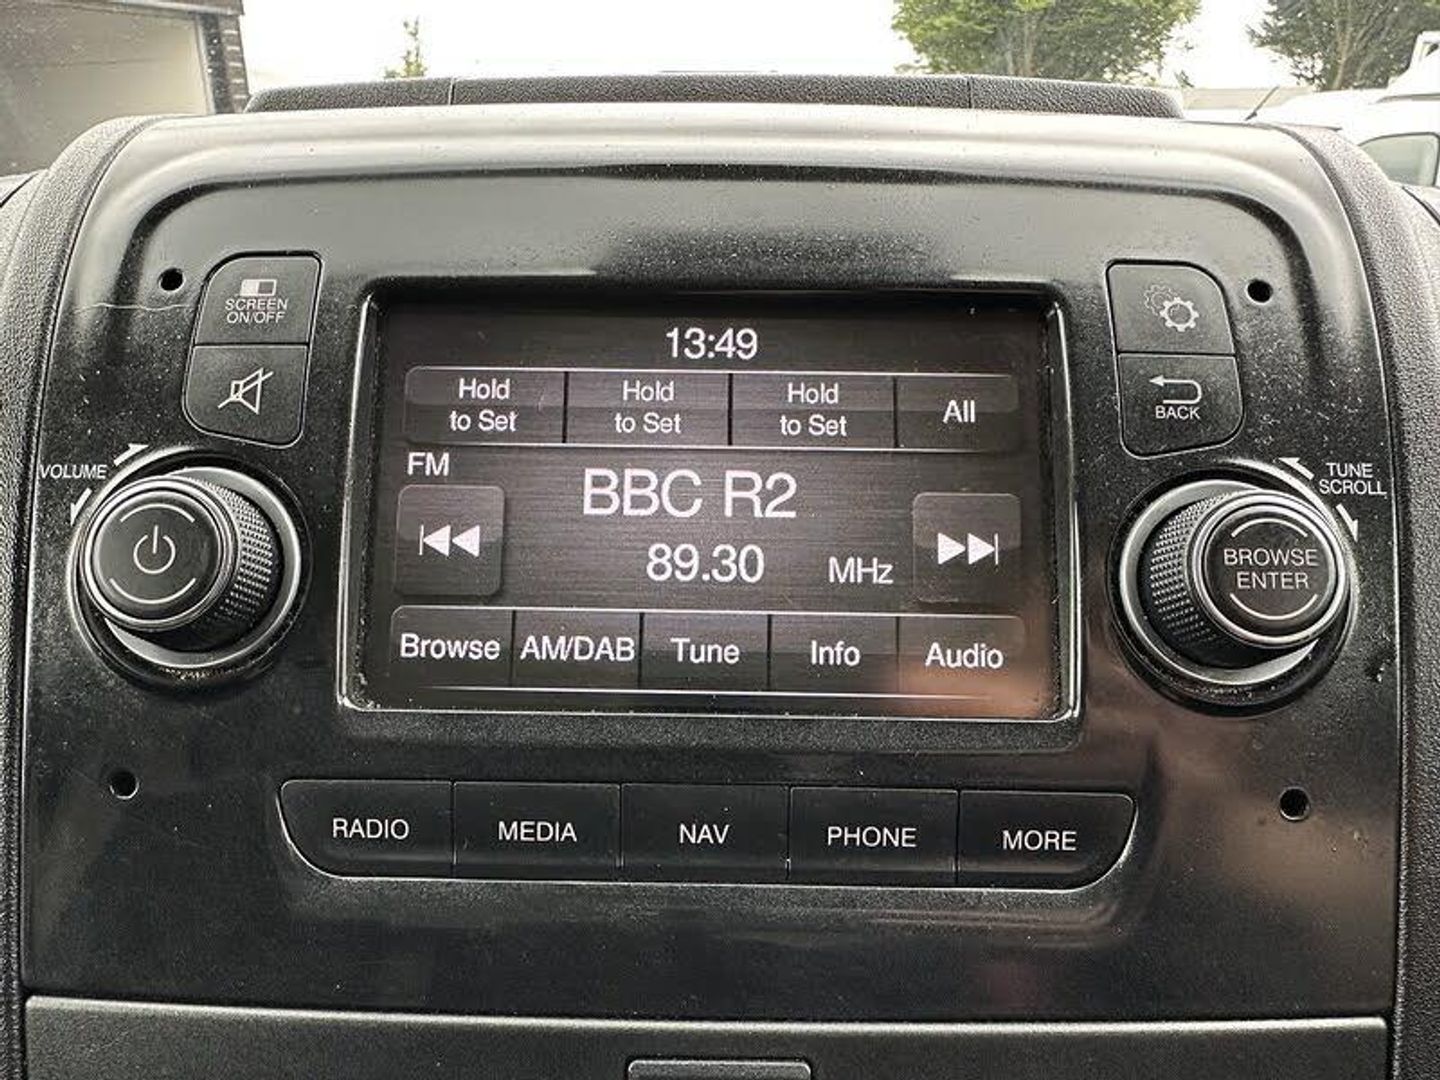 SCREEN
ON/OFF
VOLUME
13:49
Hold
to Set
Hold
to Set
Hold
to Set
All
FM
BBC R2
89.30 MHz
Browse
AM/DAB
Tune
Info
Audio
BACK
TUNE
SCROLL
BROWSE
ENTER
RADIO
MEDIA
NAV
PHONE
MORE